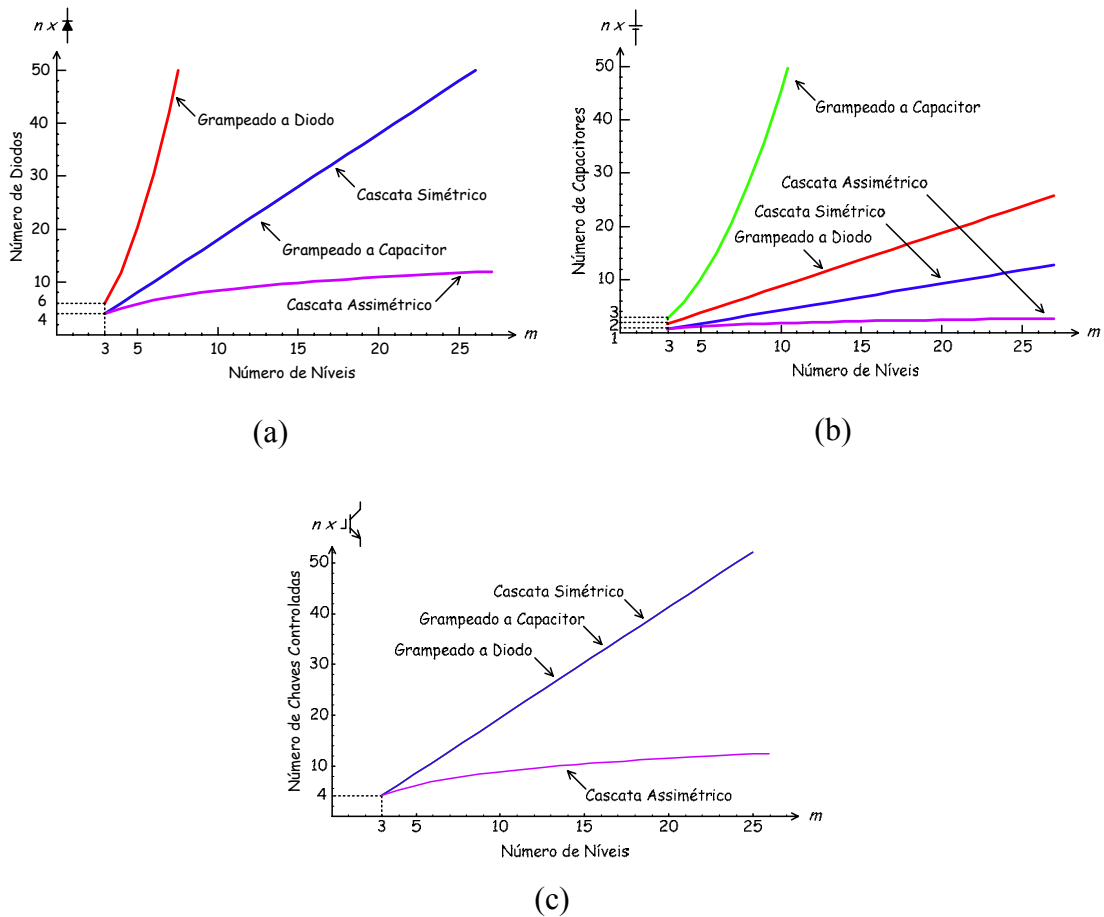 n x
50
40
30
20
10
6
4
Número de Diodos
Grampeado a Diodo
Cascata Simétrico
Grampeado a Capacitor
Cascata Assimétrico
3
5
10
15
20
25
m
Número de Níveis
(a)
n x
50
40
30
20
10
3
2
1
Número de Capacitores
Grampeado a Capacitor
Cascata Assimétrico
Cascata Simétrico
Grampeado a Diodo
3
5
10
15
20
25
m
Número de Níveis
(b)
n x
50
40
30
20
10
4
Número de Chaves Controladas
Cascata Simétrico
Grampeado a Capacitor
Grampeado a Diodo
Cascata Assimétrico
3
5
10
15
20
25
m
Número de Níveis
(c)